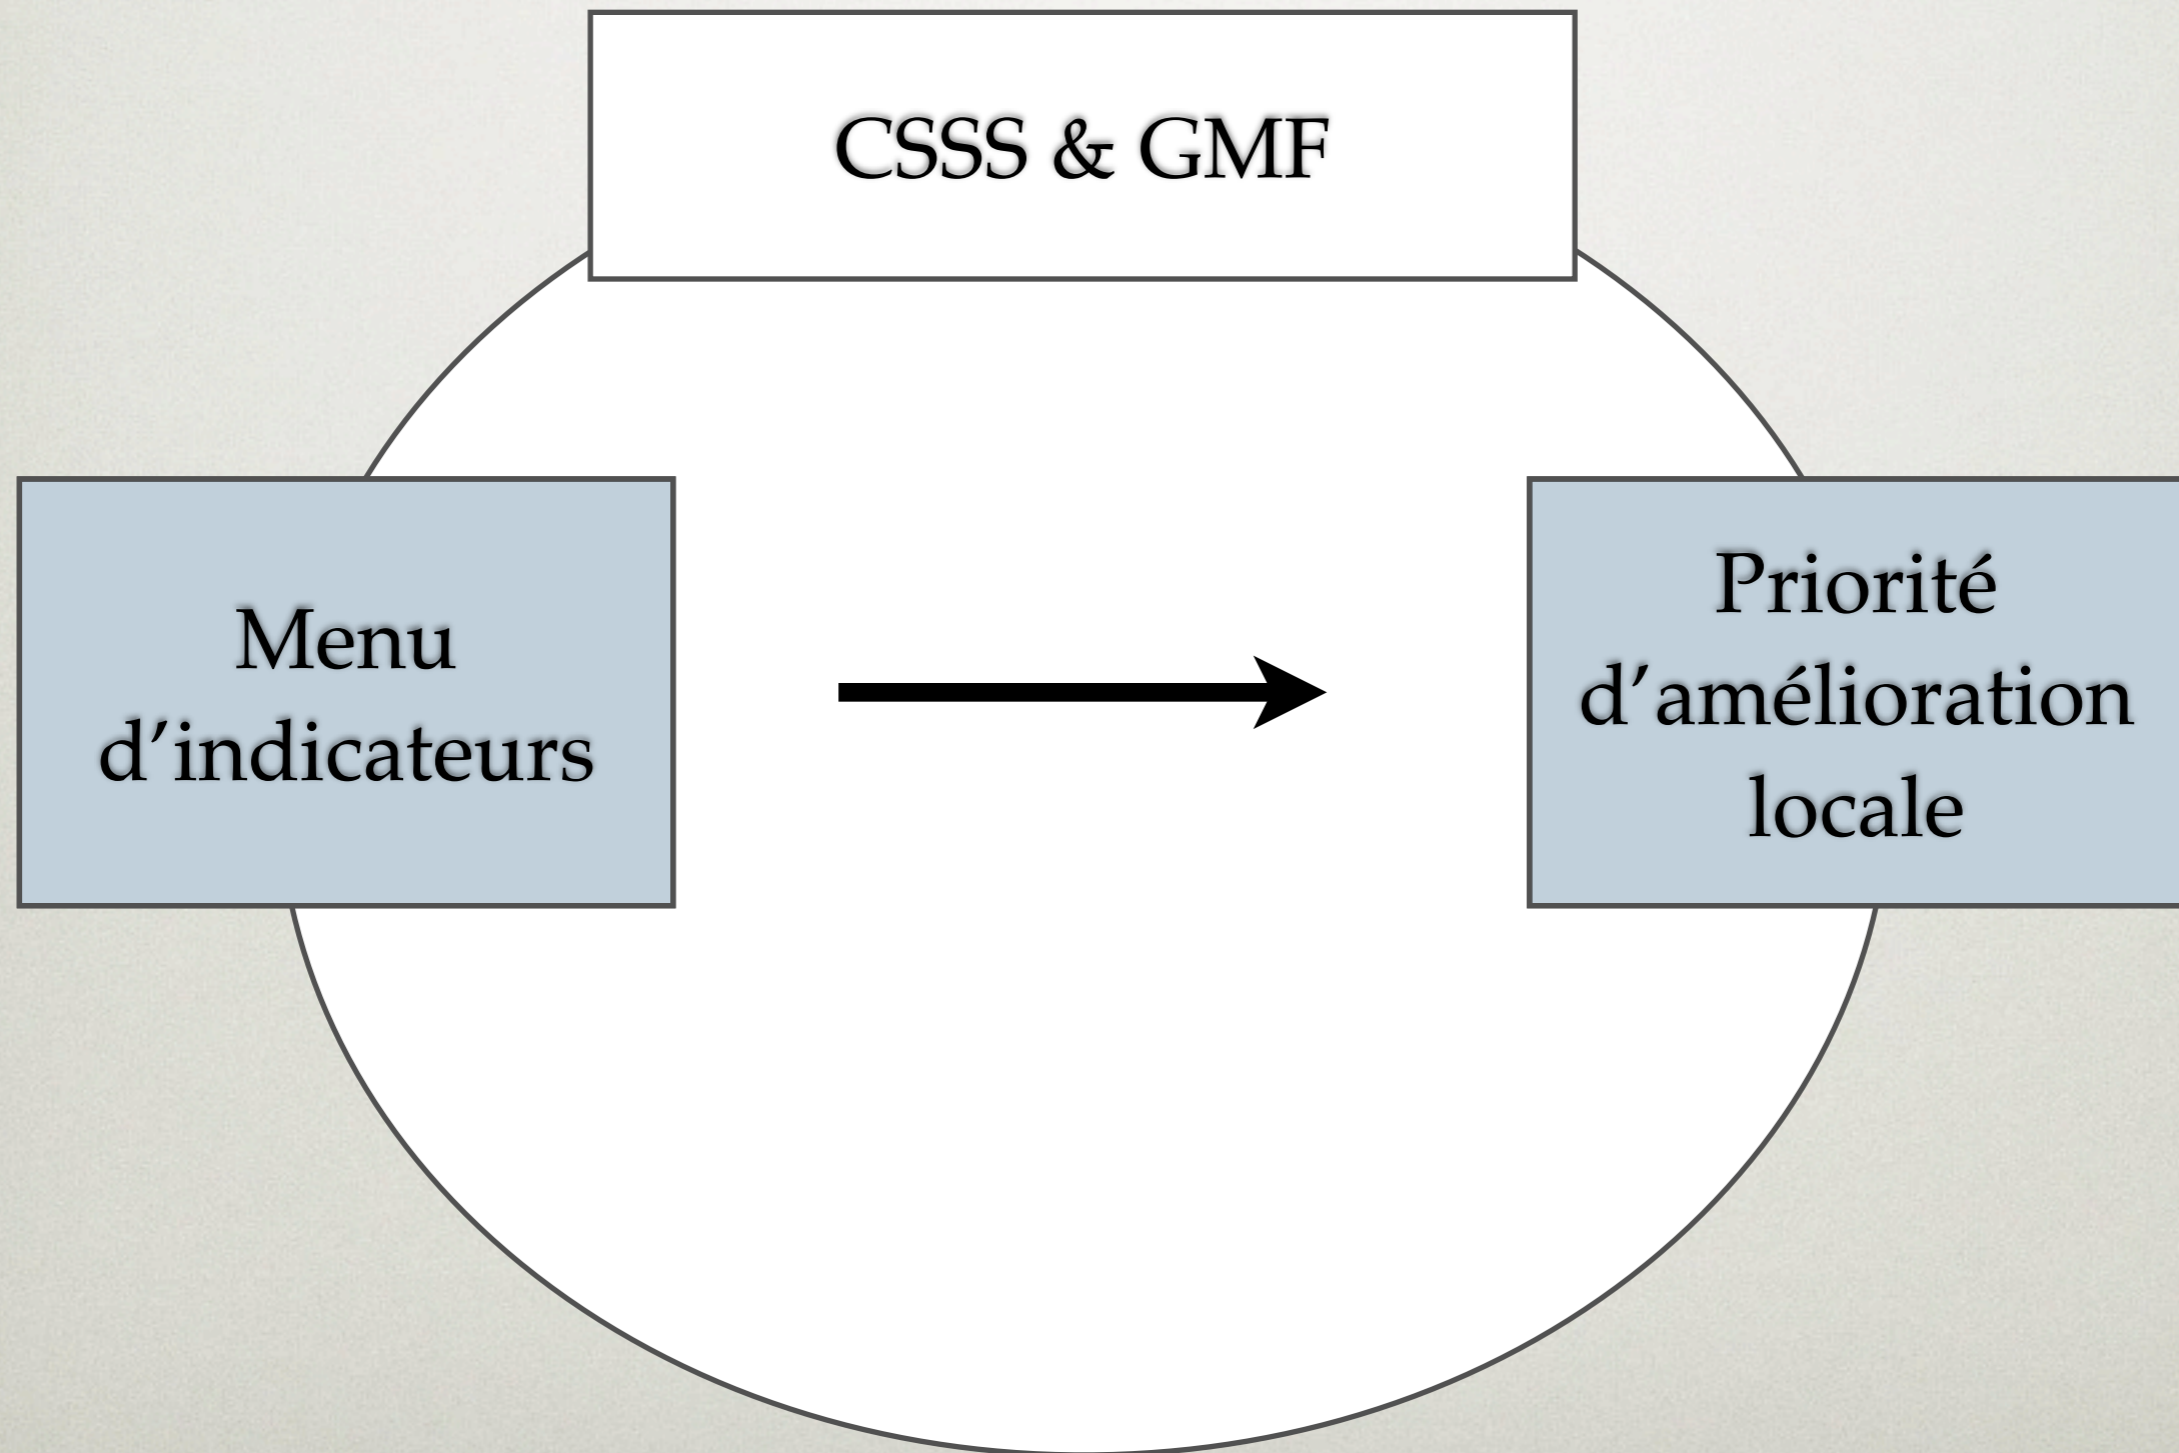 CSSS & GMF
Menu
d’indicateurs
Priorité
d’amélioration
locale